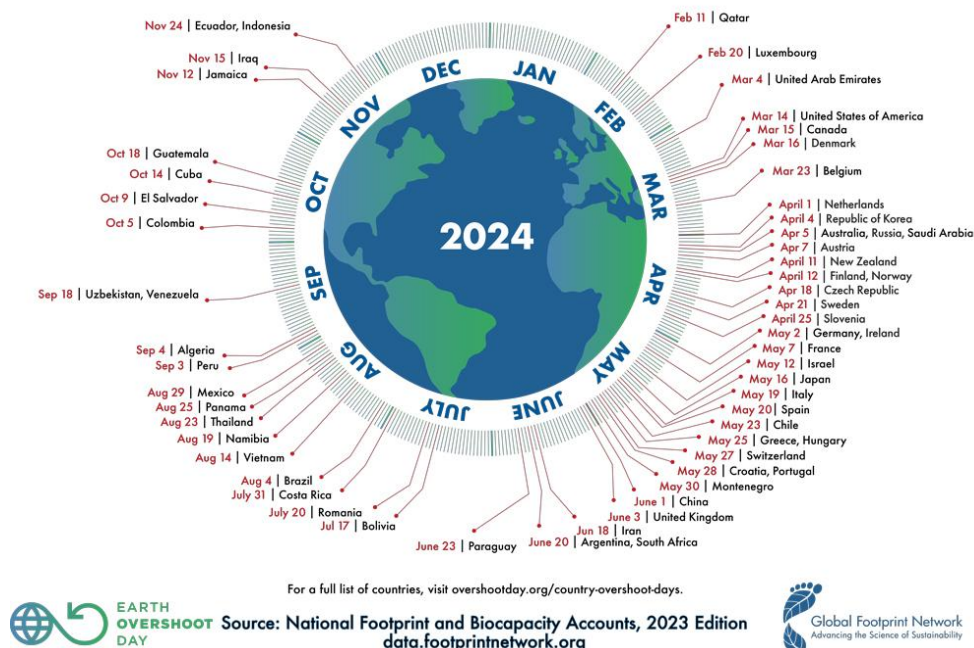 Feb 11 | Qatar
Feb 20 | Luxembourg
Mar 4 | United Arab Emirates
Mar 14 | United States of America
Mar 15 | Canada
Mar 16 | Denmark
Mar 23 | Belgium
April 1 | Netherlands
April 4 | Republic of Korea
Apr 5 | Australia, Russia, Saudi Arabia
Apr 7 | Austria
April 11 | New Zealand
April 12 | Finland, Norway
Apr 18 | Czech Republic
Apr 21 | Sweden
April 25 | Slovenia
May 2 | Germany, Ireland
May 7 | France
May 12 | Israel
May 16 | Japan
May 19 | Italy
May 20 | Spain
May 23 | Chile
May 25 | Greece, Hungary
May 27 | Switzerland
May 28 | Croatia, Portugal
May 30 | Montenegro
June 1 | China
June 3 | United Kingdom
Jun 18 | Iran
June 20 | Argentina, South Africa
June 23 | Paraguay
Jul 17 | Bolivia
July 20 | Romania
July 31 | Costa Rica
Aug 4 | Brazil
Aug 14 | Vietnam
Aug 19 | Namibia
Aug 23 | Thailand
Aug 25 | Panama
Aug 29 | Mexico
Sep 3 | Peru
Sep 4 | Algeria
Sep 18 | Uzbekistan, Venezuela
Oct 5 | Colombia
Oct 9 | El Salvador
Oct 14 | Cuba
Oct 18 | Guatemala
Nov 12 | Jamaica
Nov 15 | Iraq
Nov 24 | Ecuador, Indonesia
JAN
FEB
MAR
APR
MAY
JUNE
JULY
AUG
SEP
OCT
NOV
DEC
2024
For a full list of countries, visit overshootday.org/country-overshoot-days.
EARTH
OVERSHOOT
DAY
Source: National Footprint and Biocapacity Accounts, 2023 Edition
data.footprintnetwork.org
Global Footprint Network
Advancing the Science of Sustainability